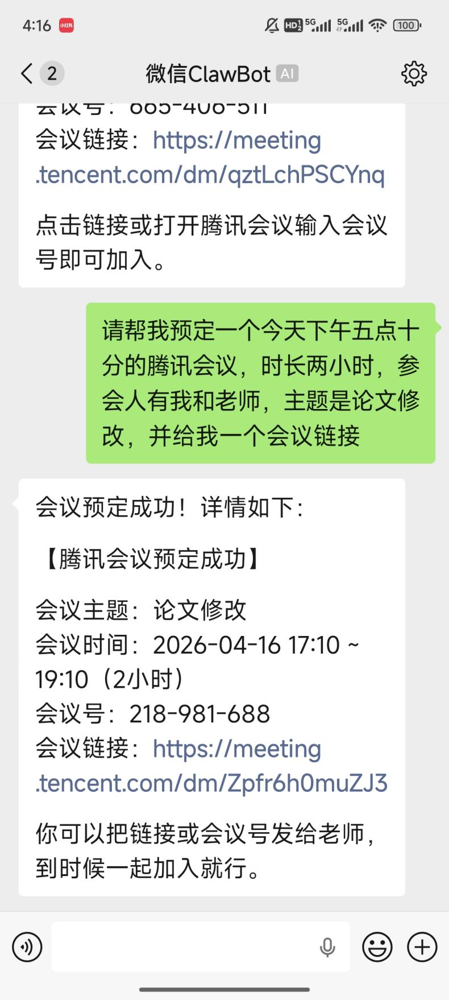 4:16 小红书 HD 1 2 5G 5G 100
2 微信ClawBot AI
会议号：665-406-511
会议链接：https://meeting
.tencent.com/dm/qztLchPSCYnq
点击链接或打开腾讯会议输入会议
号即可加入。
请帮我预定一个今天下午五点十
分的腾讯会议，时长两小时，参
会人有我和老师，主题是论文修
改，并给我一个会议链接
会议预定成功！详情如下：
【腾讯会议预定成功】
会议主题：论文修改
会议时间：2026-04-16 17:10 ~
19:10（2小时）
会议号：218-981-688
会议链接：https://meeting
.tencent.com/dm/Zpfr6h0muZJ3
你可以把链接或会议号发给老师，
到时候一起加入就行。